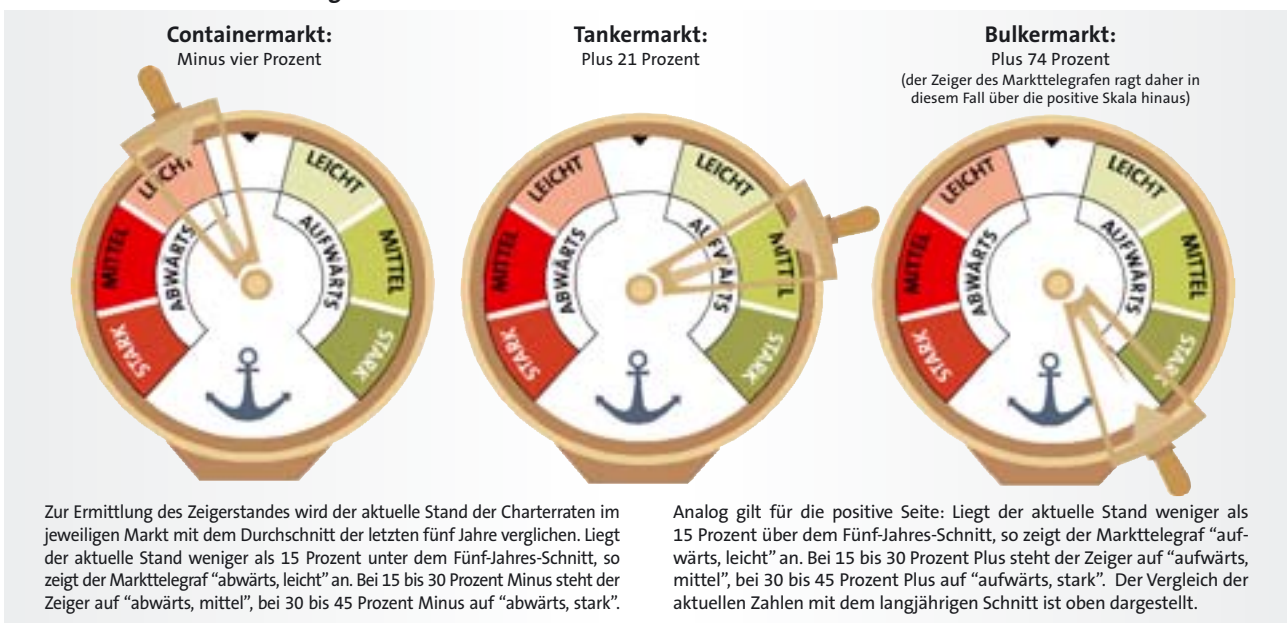 Containermarkt:
Minus vier Prozent
Tankermarkt:
Plus 21 Prozent
Bulkermarkt:
Plus 74 Prozent
(der Zeiger des Markttelegrafen ragt daher in
diesem Fall über die positive Skala hinaus)
LEICHT
MITTEL
STARK
ABWÄRTS
AUFWÄRTS
LEICHT
MITTEL
STARK
LEICHT
MITTEL
STARK
ABWÄRTS
AUFWÄRTS
LEICHT
MITTEL
STARK
LEICHT
MITTEL
STARK
ABWÄRTS
AUFWÄRTS
LEICHT
MITTEL
STARK
Zur Ermittlung des Zeigerstandes wird der aktuelle Stand der Charterraten im
jeweiligen Markt mit dem Durchschnitt der letzten fünf Jahre verglichen. Liegt
der aktuelle Stand weniger als 15 Prozent unter dem Fünf-Jahres-Schnitt, so
zeigt der Markttelegraf “abwärts, leicht” an. Bei 15 bis 30 Prozent Minus steht der
Zeiger auf “abwärts, mittel”, bei 30 bis 45 Prozent Minus auf “abwärts, stark”.
Analog gilt für die positive Seite: Liegt der aktuelle Stand weniger als
15 Prozent über dem Fünf-Jahres-Schnitt, so zeigt der Markttelegraf “auf-
wärts, leicht” an. Bei 15 bis 30 Prozent Plus steht der Zeiger auf “aufwärts,
mittel”, bei 30 bis 45 Prozent Plus auf “aufwärts, stark”. Der Vergleich der
aktuellen Zahlen mit dem langjährigen Schnitt ist oben dargestellt.